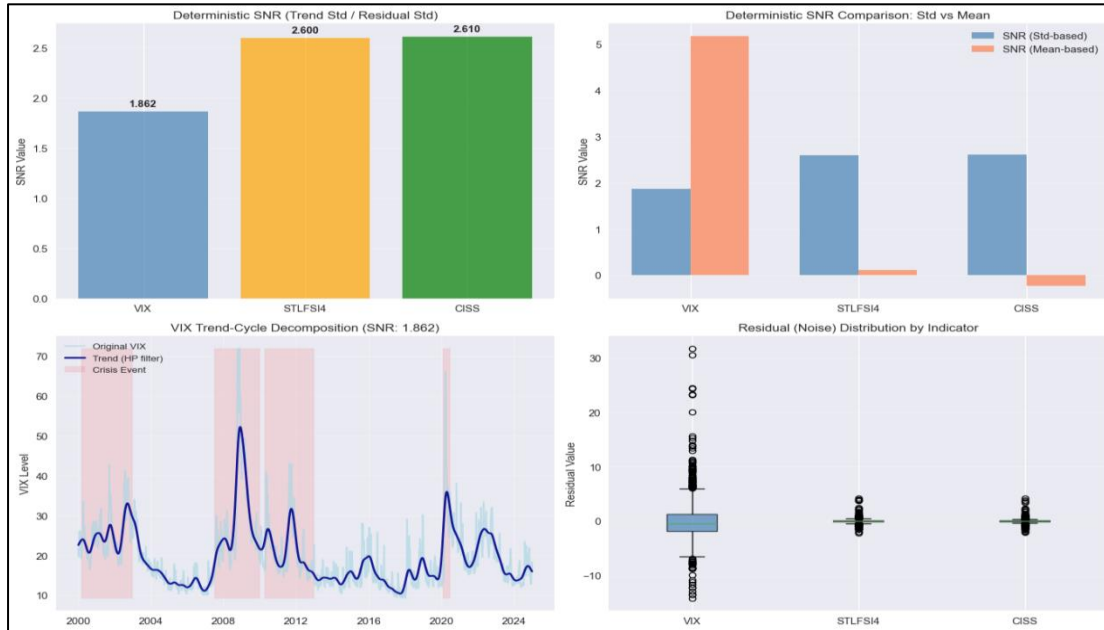 Deterministic SNR (Trend Std / Residual Std)
2.5
2.0
1.5
1.0
0.5
0.0
SNR Value
1.862
2.600
2.610
VIX STLFSI4 CISS
Deterministic SNR Comparison: Std vs Mean
5
4
3
2
1
0
SNR Value
SNR (Std-based)
SNR (Mean-based)
VIX STLFSI4 CISS
VIX Trend-Cycle Decomposition (SNR: 1.862)
Original VIX
Trend (HP filter)
Crisis Event
70
60
50
40
30
20
10
VIX Level
2000 2004 2008 2012 2016 2020 2024
Residual (Noise) Distribution by Indicator
30
20
10
0
−10
Residual Value
VIX STLFSI4 CISS